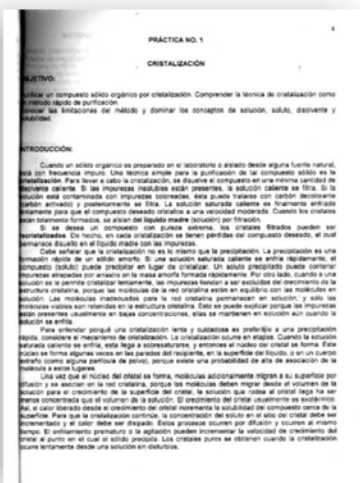 6
PRÁCTICA NO. 1
CRISTALIZACIÓN
JETIVO:
ficar un compuesto sólido orgánico por cristalización. Comprender la técnica de cristalización como
método rápido de purificación.
nocer las limitaciones del método y dominar los conceptos de solución, soluto, disolvente y
ubilidad.
TRODUCCIÓN:
Cuando un sólido orgánico es preparado en el laboratorio o aislado desde alguna fuente natural,
está con frecuencia impuro. Una técnica simple para la purificación de tal compuesto sólido es la
stalización. Para llevar a cabo la cristalización, se disuelve el compuesto en una mínima cantidad de
olvente caliente. Si las impurezas insolubles están presentes, la solución caliente se filtra. Si la
solución está contaminada con impurezas coloreadas, ésta puede tratarse con carbón decolorante
carbón activado) y posteriormente se filtra. La solución saturada caliente es finalmente enfriada
ntamente para que el compuesto deseado cristalice a una velocidad moderada. Cuando los cristales
están totalmente formados, se aíslan del líquido madre (solución) por filtración.
Si se desea un compuesto con pureza extrema, los cristales filtrados pueden ser
ecristalizados. De hecho, en cada cristalización se tienen pérdidas del compuesto deseado, el cual
ermanece disuelto en el líquido madre con las impurezas.
Cabe señalar que la cristalización no es lo mismo que la precipitación. La precipitación es una
ormación rápida de un sólido amorfo. Si una solución saturada caliente se enfría rápidamente, el
compuesto (soluto) puede precipitar en lugar de cristalizar. Un soluto precipitado puede contener
impurezas atrapadas por arrastre en la masa amorfa formada rápidamente. Por otro lado, cuando a una
solución se le permite cristalizar lentamente, las impurezas tienden a ser excluidas del crecimiento de la
estructura cristalina, porque las moléculas de la red cristalina están en equilibrio con las moléculas en
solución. Las moléculas inadecuadas para la red cristalina permanecen en solución, y sólo las
moléculas viables son retenidas en la estructura cristalina. Esto se puede explicar porque las impurezas
están presentes usualmente en bajas concentraciones, ellas se mantienen en solución aún cuando la
solución se enfría.
Para entender porqué una cristalización lenta y cuidadosa es preferible a una precipitación
rápida, considere el mecanismo de cristalización. La cristalización ocurre en etapas. Cuando la solución
saturada caliente se enfría, esta llega a sobresaturarse, y entonces el núcleo del cristal se forma. Este
núcleo se forma algunas veces en las paredes del recipiente, en la superficie del líquido, o en un cuerpo
extraño (como alguna partícula de polvo), porque existe una probabilidad de alta de asociación de la
molécula a estos lugares.
Una vez que el núcleo del cristal se forma, moléculas adicionalmente migran a su superficie por
difusión y se asocian en la red cristalina, porque las moléculas deben migrar desde el volumen de la
solución para el crecimiento de la superficie del cristal, la solución que rodea al cristal llega ha ser
menos concentrada que el volumen de la solución. El crecimiento del cristal usualmente es exotérmico.
Así, el calor liberado desde el crecimiento del cristal incrementa la solubilidad del compuesto cerca de la
superficie. Para que la cristalización continúe, la concentración del soluto en el sitio del cristal debe ser
incrementado y el calor debe ser disipado. Estos procesos ocurren por difusión y ocurren al mismo
tiempo. El enfriamiento prematuro o la agitación pueden incrementar la velocidad de crecimiento del
cristal al punto en el cual el sólido precipita. Los cristales puros se obtienen cuando la cristalización
ocurre lentamente desde una solución sin disturbios.